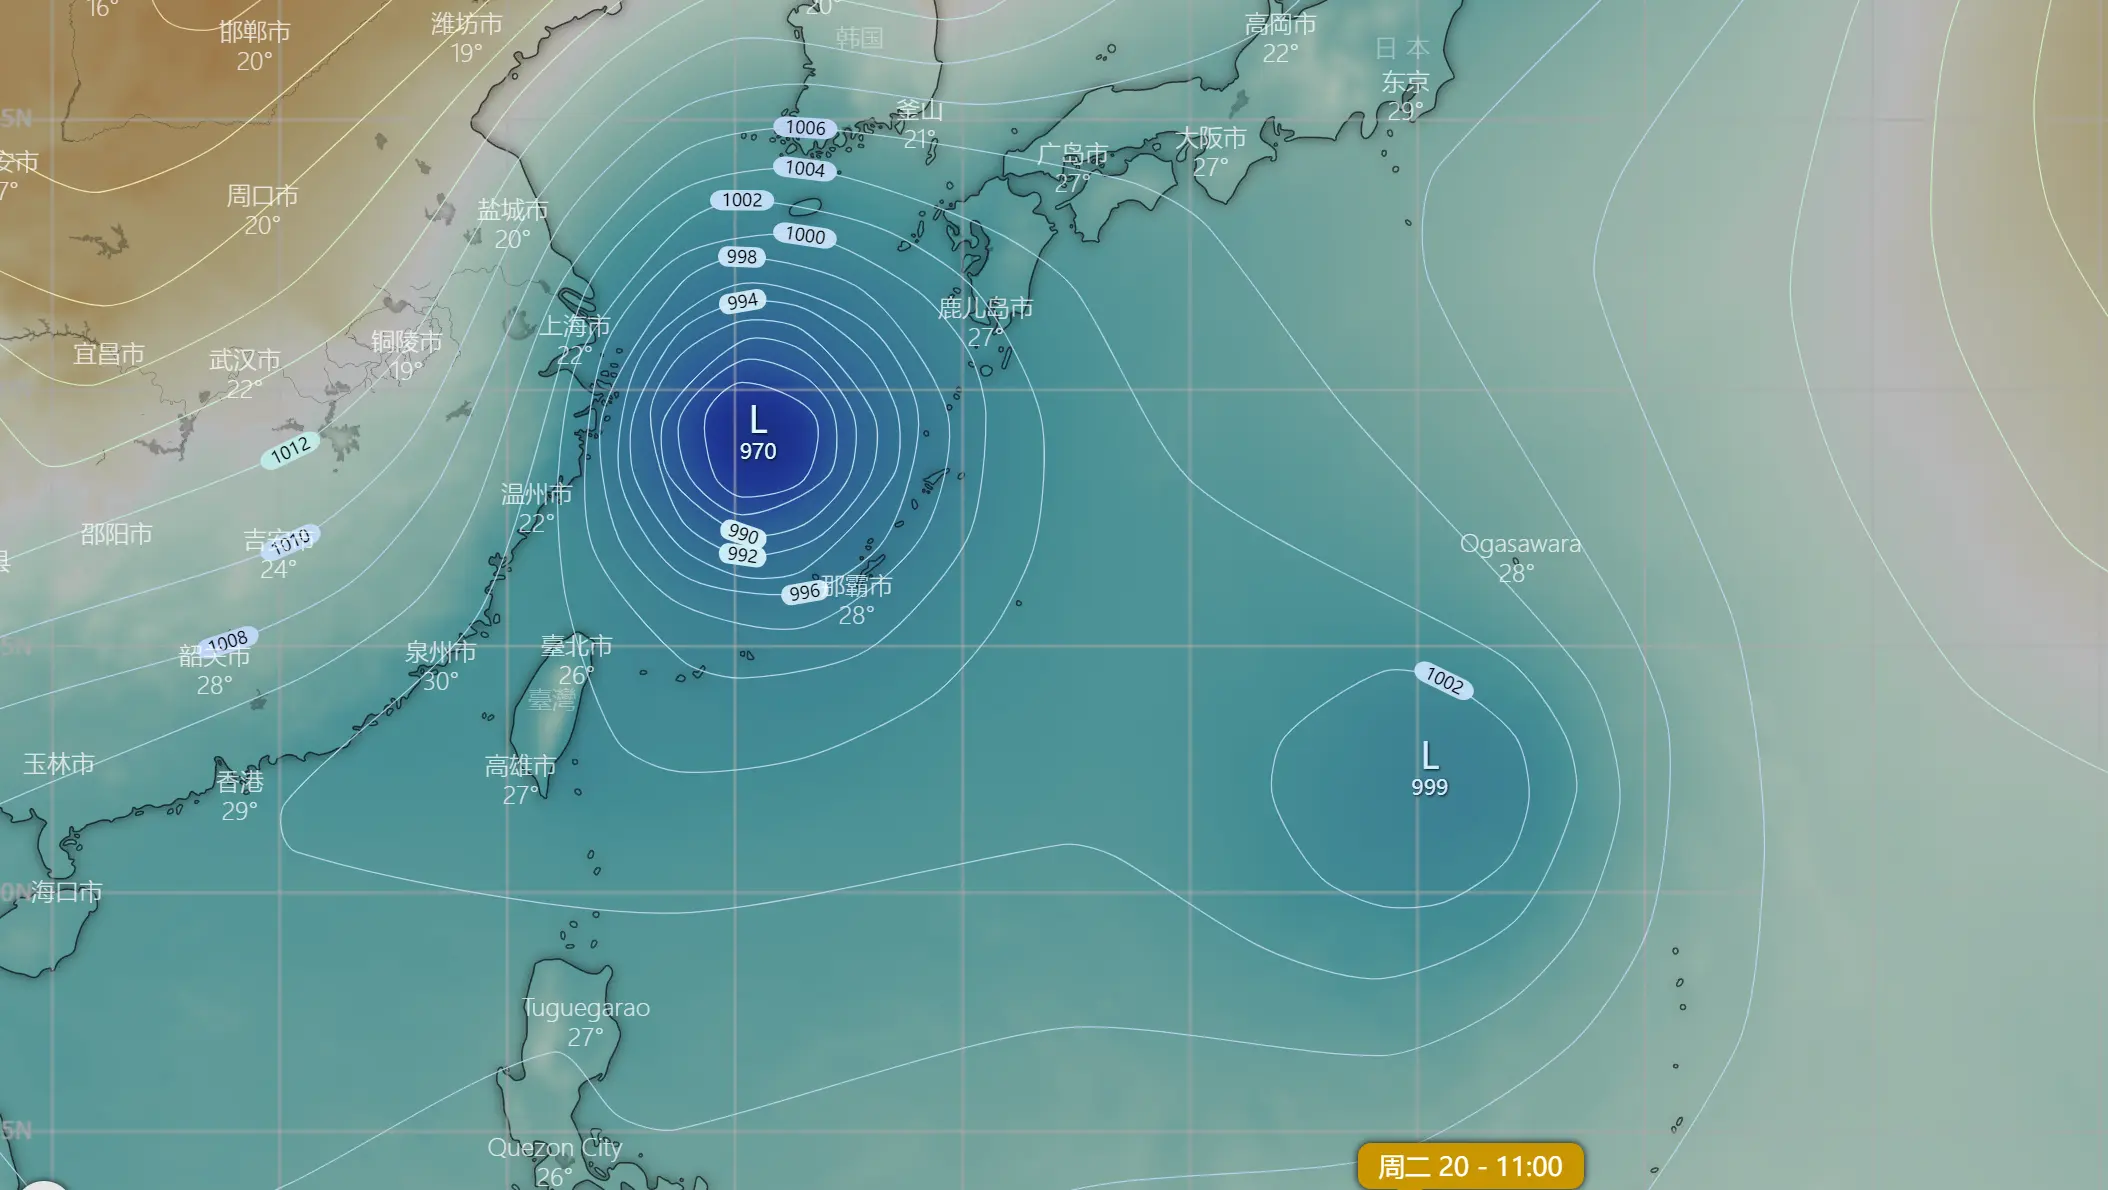 16°
邯郸市
20°
潍坊市
19°
20°
韩国
高岡市
22°
日本
东京
29°
5N
釜山
21°
1006
广岛市
27°
大阪市
27°
安市
7°
1004
周口市
20°
盐城市
20°
1002
1000
998
994
鹿儿岛市
27°
上海市
22°
铜陵市
19°
宜昌市
武汉市
22°
L
970
1012
温州市
22°
邵阳市
吉安市
24°
1010
990
992
Ogasawara
28°
县
996
那霸市
28°
1008
韶关市
28°
泉州市
30°
臺北市
26°
臺灣
5N
1002
玉林市
香港
29°
高雄市
27°
L
999
0N
海口市
Tuguegarao
27°
5N
Quezon City
26°
周二 20 - 11:00